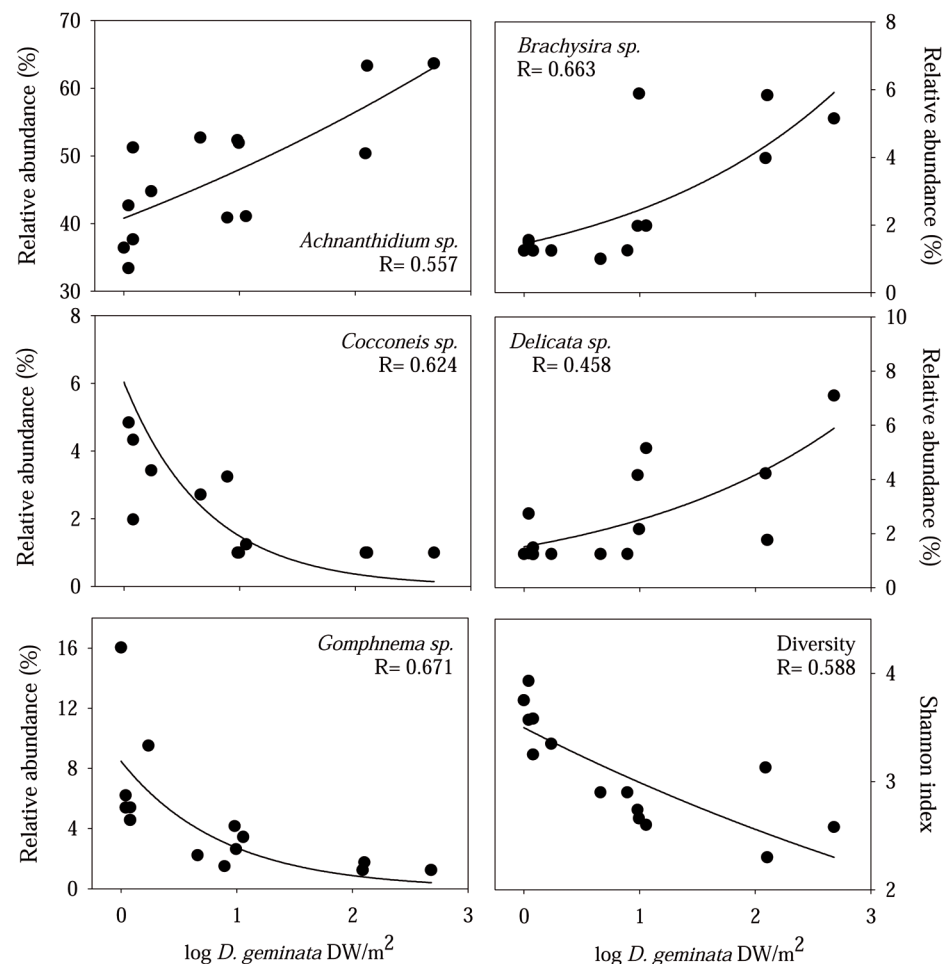 70
60
50
40
30
Relative abundance (%)
Achnanthidium sp.
R= 0.557
Brachysira sp.
R= 0.663
8
6
4
2
0
Relative abundance (%)
8
6
4
2
0
Relative abundance (%)
Cocconeis sp.
R= 0.624
Delicata sp.
R= 0.458
10
8
6
4
2
0
Relative abundance (%)
16
12
8
4
0
Relative abundance (%)
Gomphnema sp.
R= 0.671
0 1 2 3
log D. geminata DW/m²
Diversity
R= 0.588
4
3
2
Shannon index
0 1 2 3
log D. geminata DW/m²